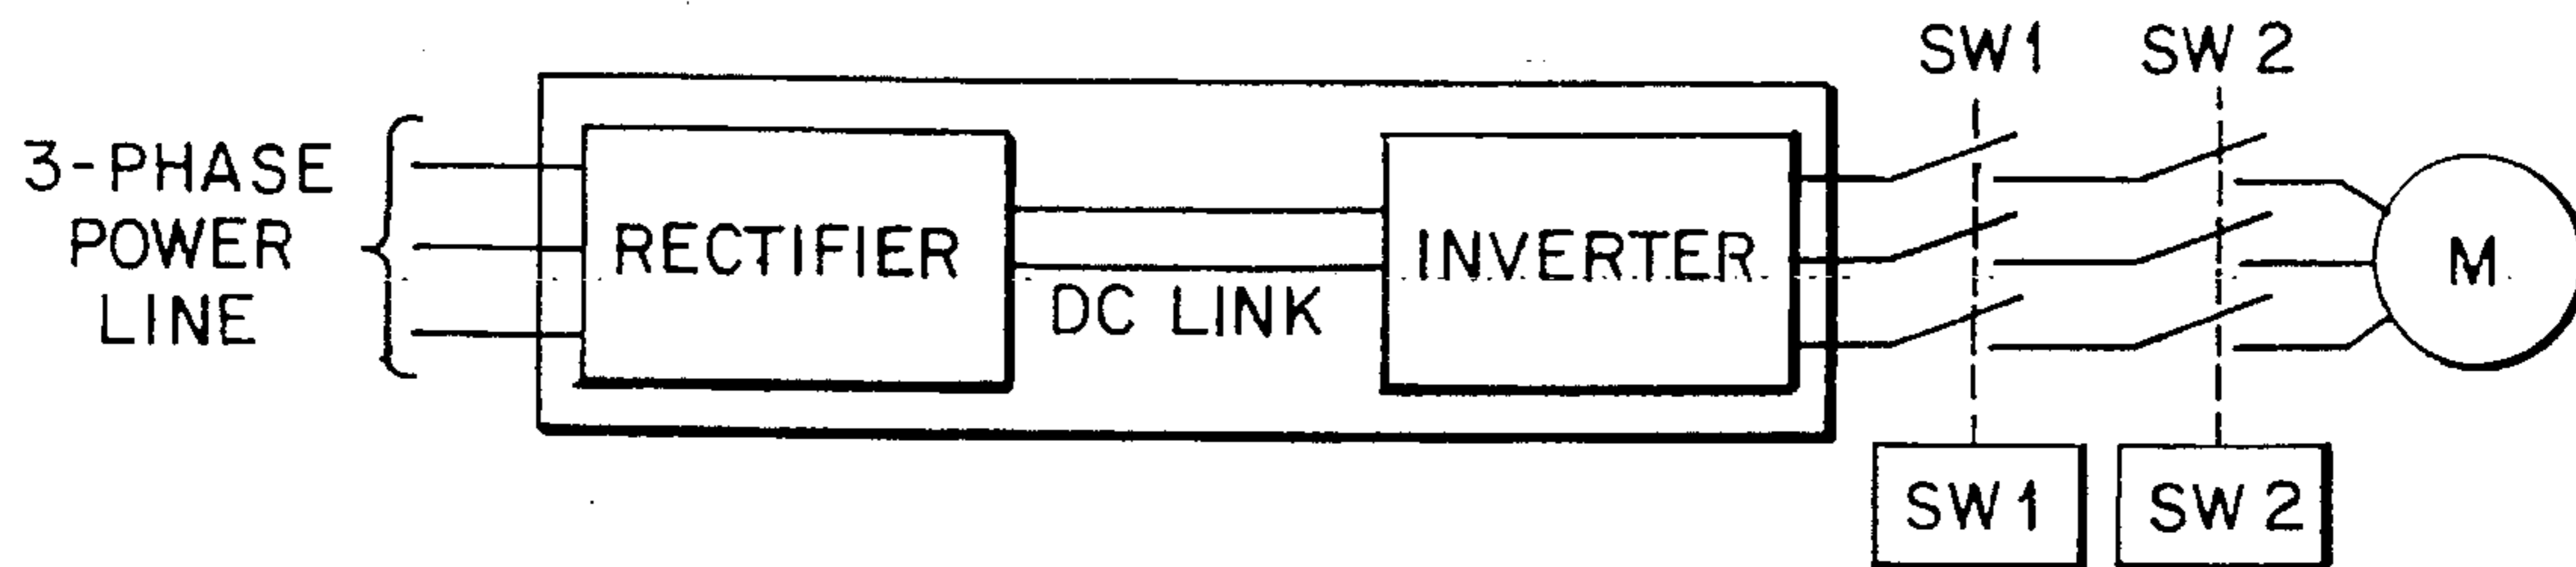 SW1
SW2
3-PHASE
POWER
LINE
RECTIFIER
DC LINK
INVERTER
M
SW1
SW2